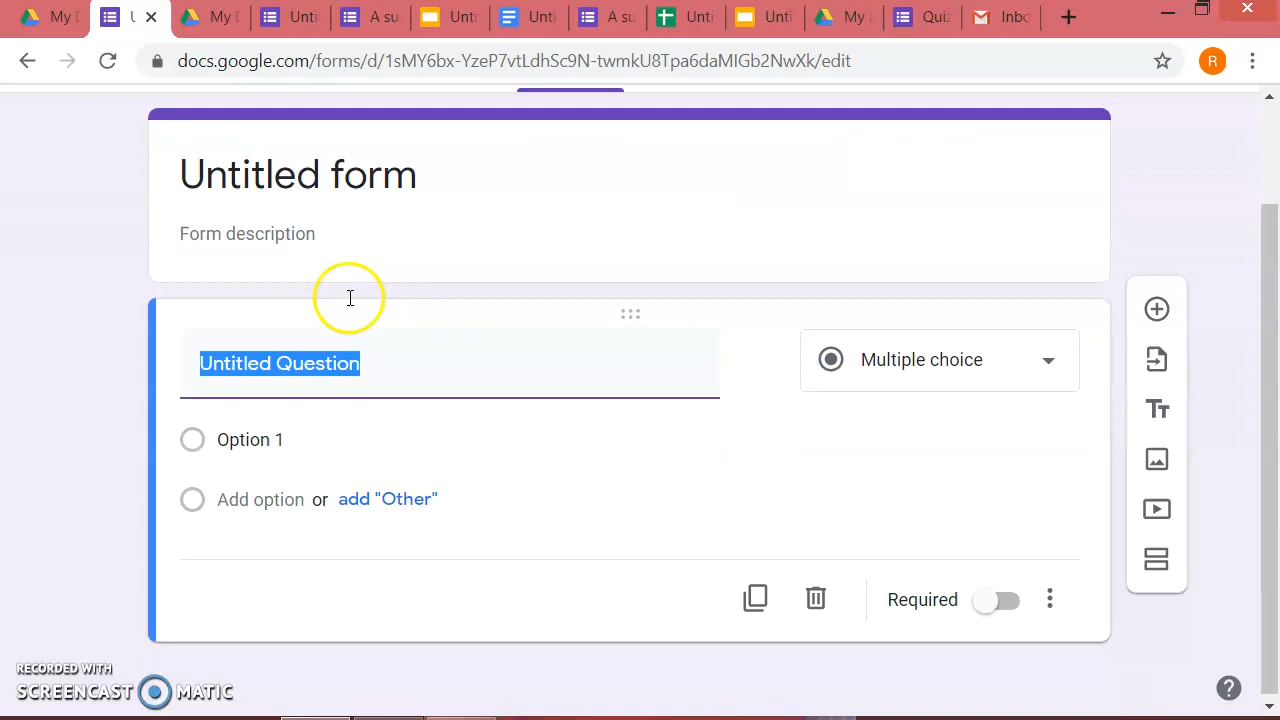 U My D Unti A su Unti Unti A su Unti Unti My Quiz Inbo
docs.google.com/forms/d/1sMY6bx-YzeP7vtLdhSc9N-twmkU8Tpa6daMIGb2NwXk/edit
R
Untitled form
Form description
Untitled Question
Multiple choice
Option 1
Add option or add "Other"
Required
RECORDED WITH
SCREENCAST MATIC